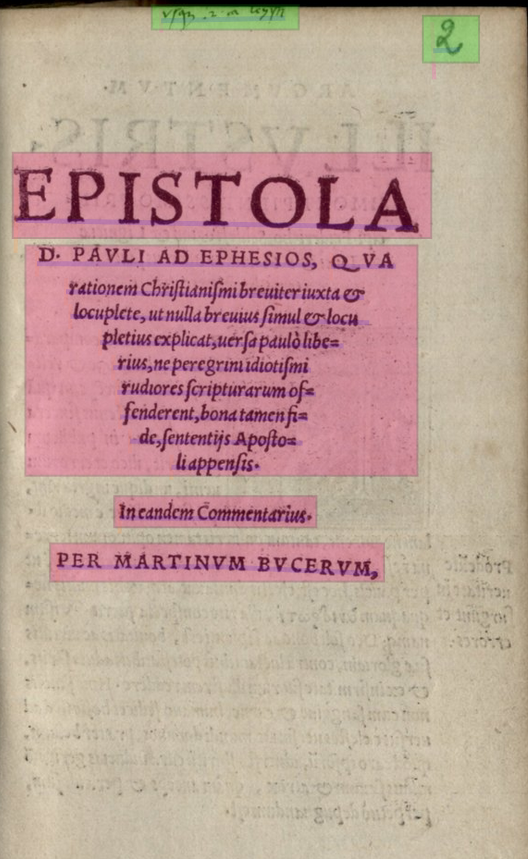 2
EPISTOLA
D. PAVLI AD EPHESIOS, QVA
rationem Chriſtianiſmi breuiter iuxta &
locuplete, ut nulla breuius ſimul & locu
pletius explicat, uerſa paulò libe=
rius, ne peregrini idiotiſmi
rudiores ſcripturarum of=
fenderent, bona tamen fi=
de, ſententijs Apoſto=
li appenſis.
In eandem Cōmentarius.
PER MARTINVM BVCERVM,